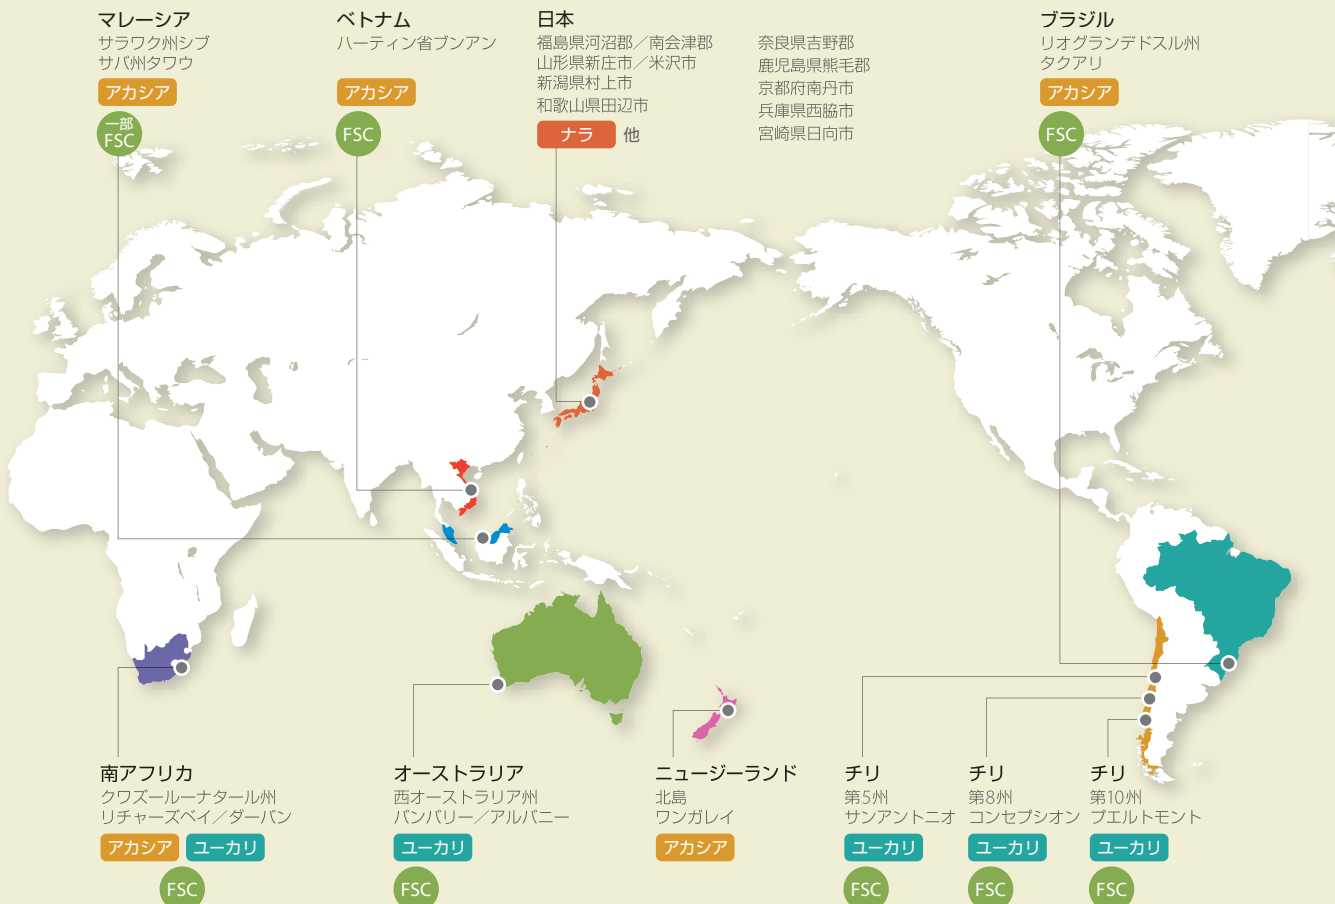 マレーシア
サラワク州シブ
サバ州タワウ
アカシア
一部
FSC
ベトナム
ハーティン省ブンアン
アカシア
FSC
日本
福島県河沼郡／南会津郡
山形県新庄市／米沢市
新潟県村上市
和歌山県田辺市
ナラ 他
奈良県吉野郡
鹿児島県熊毛郡
京都府南丹市
兵庫県西脇市
宮崎県日向市
ブラジル
リオグランデドスル州
タクアリ
アカシア
FSC
南アフリカ
クワズールーナタール州
リチャーズベイ／ダーバン
アカシア ユーカリ
FSC
オーストラリア
西オーストラリア州
バンバリー／アルバニー
ユーカリ
FSC
ニュージーランド
北島
ワンガレイ
アカシア
チリ
第5州
サンアントニオ
ユーカリ
FSC
チリ
第8州
コンセプシオン
ユーカリ
FSC
チリ
第10州
プエルトモント
ユーカリ
FSC